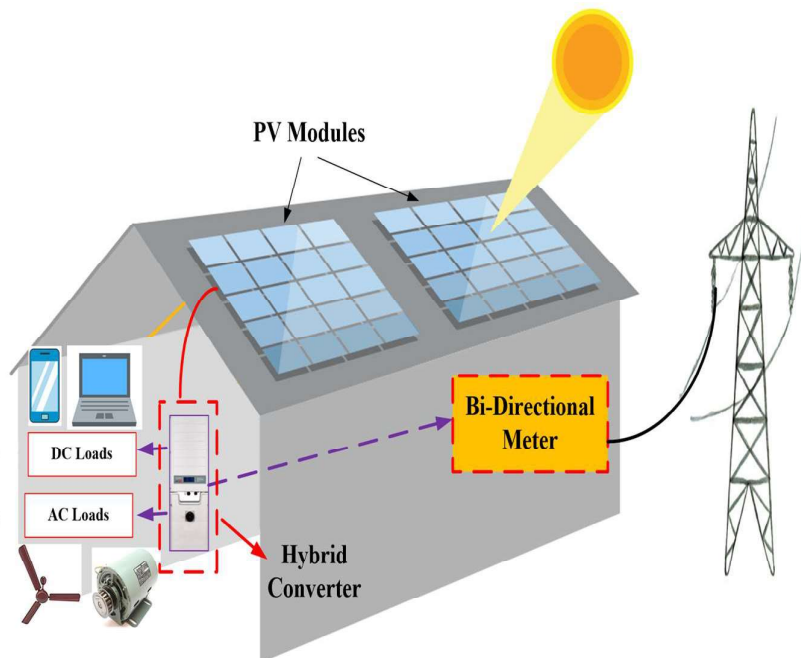 PV Modules
Bi-Directional
Meter
DC Loads
AC Loads
Hybrid
Converter